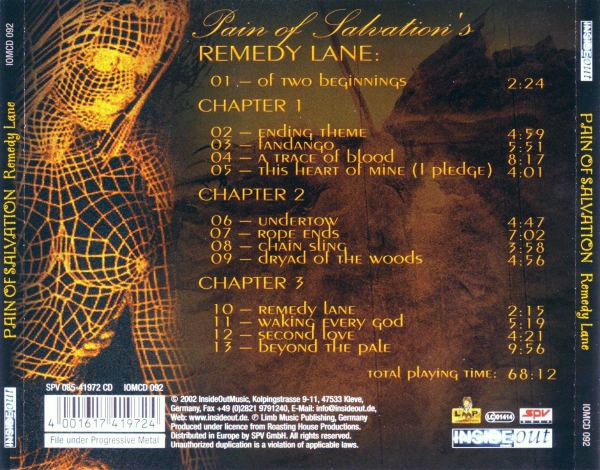 IOMCD 092
PAIN OF SALVATION Remedy Lane
INSIDEout
Pain of Salvation's
REMEDY LANE:
01 – OF TWO BEGINNINGS 2:24
CHAPTER 1
02 – ENDING THEME 4:59
03 – FANDANGO 5:51
04 – A TRACE OF BLOOD 8:17
05 – THIS HEART OF MINE (I PLEDGE) 4:01
CHAPTER 2
06 – UNDERTOW 4:47
07 – ROPE ENDS 7:02
08 – CHAIN SLING 3:58
09 – DRYAD OF THE WOODS 4:56
CHAPTER 3
10 – REMEDY LANE 2:15
11 – WAKING EVERY GOD 5:19
12 – SECOND LOVE 4:21
13 – BEYOND THE PALE 9:56
TOTAL PLAYING TIME: 68:12
SPV 085-41972 CD IOMCD 092
4 001617 419724
File under Progressive Metal
© 2002 InsideOutMusic, Kolpingstrasse 9-11, 47533 Kleve,
Germany, Fax +49 (0)2821 9791240, E-Mail: info@insideout.de,
Web: www.insideout.de, ℗ Limb Music Publishing, Germany
Produced under licence from Roasting House Productions.
Distributed in Europe by SPV GmbH. All rights reserved.
Unauthorized duplication is a violation of applicable laws.
LMP
LC 01414
SPV
INSIDEout
INSIDEout
PAIN OF SALVATION Remedy Lane
IOMCD 092